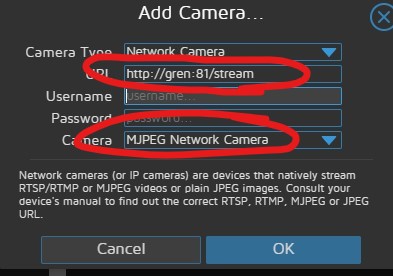 Add Camera...
Camera Type Network Camera
URL http://gren:81/stream
Username username...
Password password...
Camera MJPEG Network Camera
Network cameras (or IP cameras) are devices that natively stream
RTSP/RTMP or MJPEG videos or plain JPEG images. Consult your
device's manual to find out the correct RTSP, RTMP, MJPEG or JPEG
URL.
Cancel OK